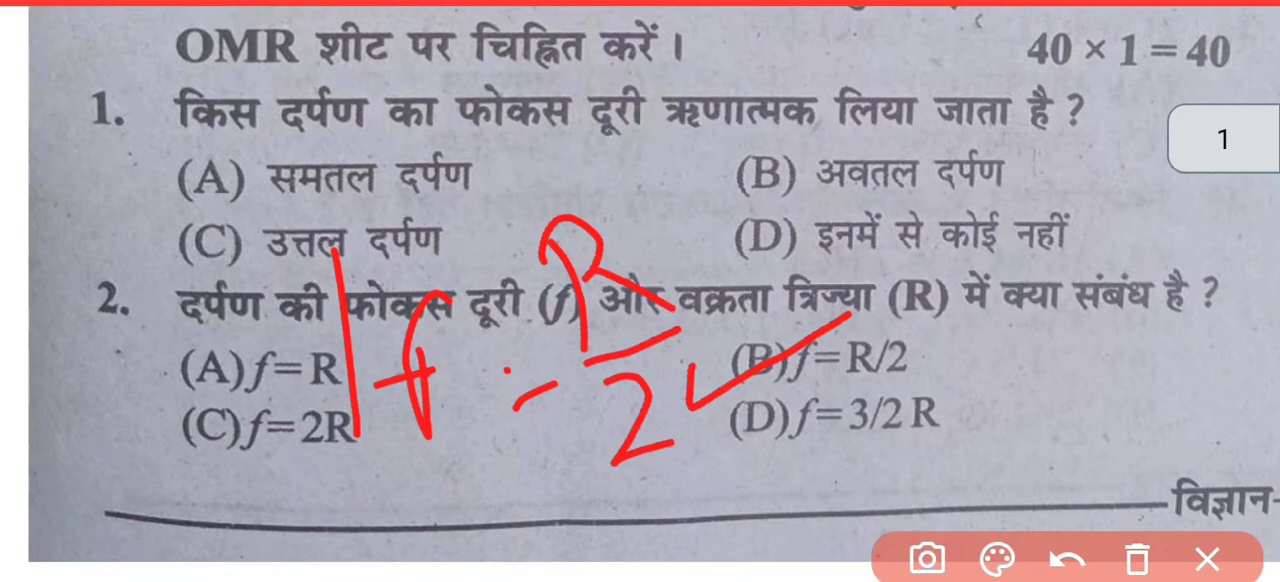 OMR शीट पर चिह्नित करें। 40 × 1 = 40
1. किस दर्पण का फोकस दूरी ऋणात्मक लिया जाता है ?
1
(A) समतल दर्पण (B) अवतल दर्पण
(C) उत्तल दर्पण (D) इनमें से कोई नहीं
2. दर्पण की फोकस दूरी (f) और वक्रता त्रिज्या (R) में क्या संबंध है ?
(A) f=R (B) f=R/2
(C) f=2R (D) f=3/2 R
f = R/2
विज्ञान-